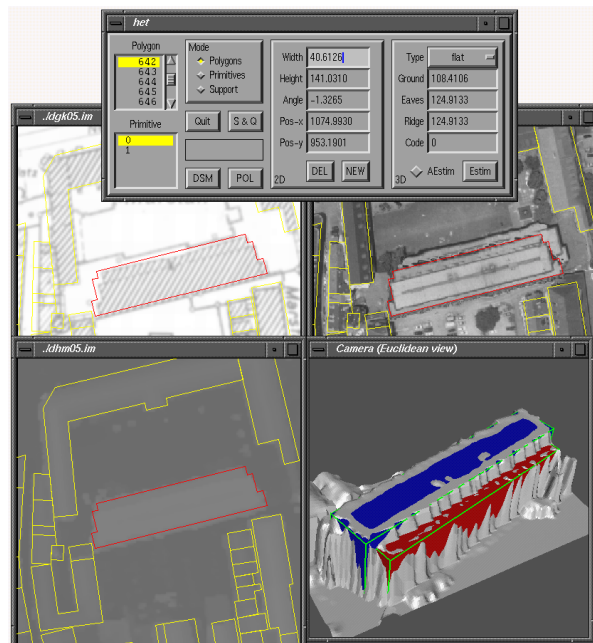 het
Polygon
642
643
644
645
646
Primitive
0
1
Mode
Polygons
Primitives
Support
Quit
S & Q
DSM
POL
Width 40.6126
Height 141.0310
Angle -1.3265
Pos-x 1074.9930
Pos-y 953.1901
2D
DEL
NEW
Type flat
Ground 108.4106
Eaves 124.9133
Ridge 124.9133
Code 0
3D
AEstim
Estim
./dgk05.im
./dhm05.im
Camera (Euclidean view)